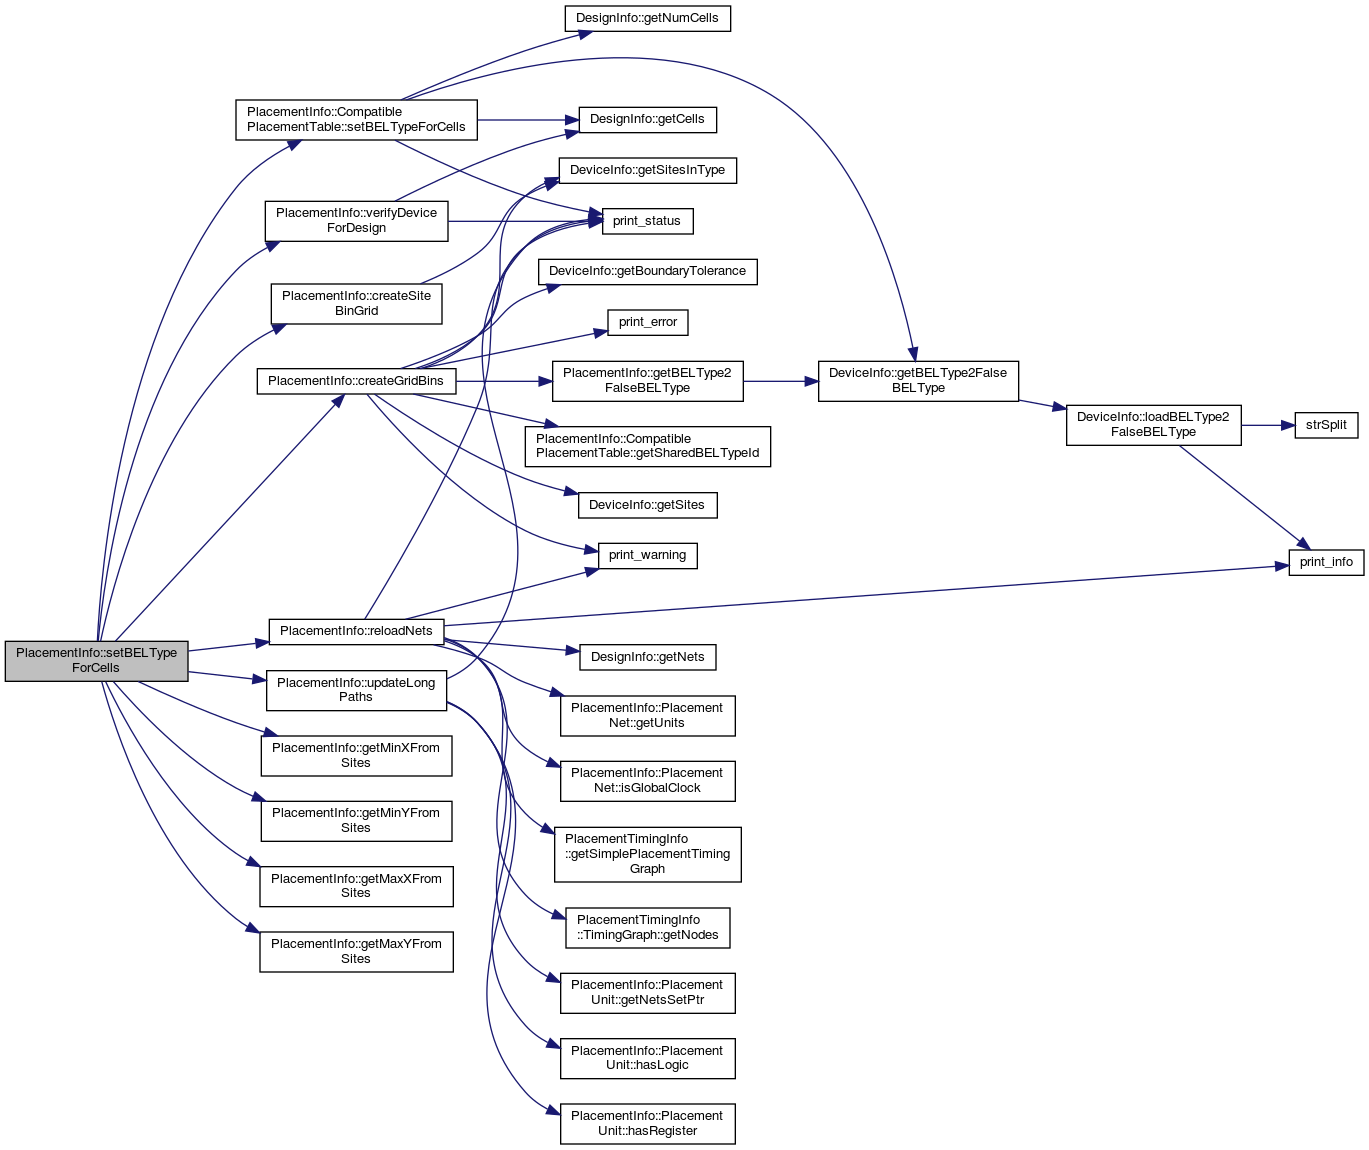 DesignInfo::getNumCells
PlacementInfo::Compatible
PlacementTable::setBELTypeForCells
DesignInfo::getCells
DeviceInfo::getSitesInType
PlacementInfo::verifyDevice
ForDesign
print_status
DeviceInfo::getBoundaryTolerance
PlacementInfo::createSite
BinGrid
print_error
PlacementInfo::createGridBins
PlacementInfo::getBELType2
FalseBELType
DeviceInfo::getBELType2False
BELType
DeviceInfo::loadBELType2
FalseBELType
strSplit
PlacementInfo::Compatible
PlacementTable::getSharedBELTypeId
DeviceInfo::getSites
print_warning
print_info
PlacementInfo::reloadNets
PlacementInfo::setBELType
ForCells
DesignInfo::getNets
PlacementInfo::updateLong
Paths
PlacementInfo::Placement
Net::getUnits
PlacementInfo::getMinXFrom
Sites
PlacementInfo::Placement
Net::isGlobalClock
PlacementInfo::getMinYFrom
Sites
PlacementTimingInfo
::getSimplePlacementTiming
Graph
PlacementInfo::getMaxXFrom
Sites
PlacementTimingInfo
::TimingGraph::getNodes
PlacementInfo::getMaxYFrom
Sites
PlacementInfo::Placement
Unit::getNetsSetPtr
PlacementInfo::Placement
Unit::hasLogic
PlacementInfo::Placement
Unit::hasRegister